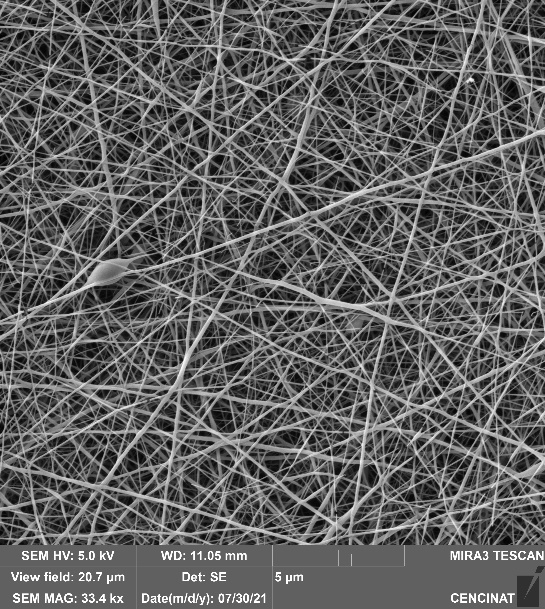 SEM HV: 5.0 kV WD: 11.05 mm MIRA3 TESCAN
View field: 20.7 µm Det: SE 5 µm
SEM MAG: 33.4 kx Date(m/d/y): 07/30/21 CENCINAT